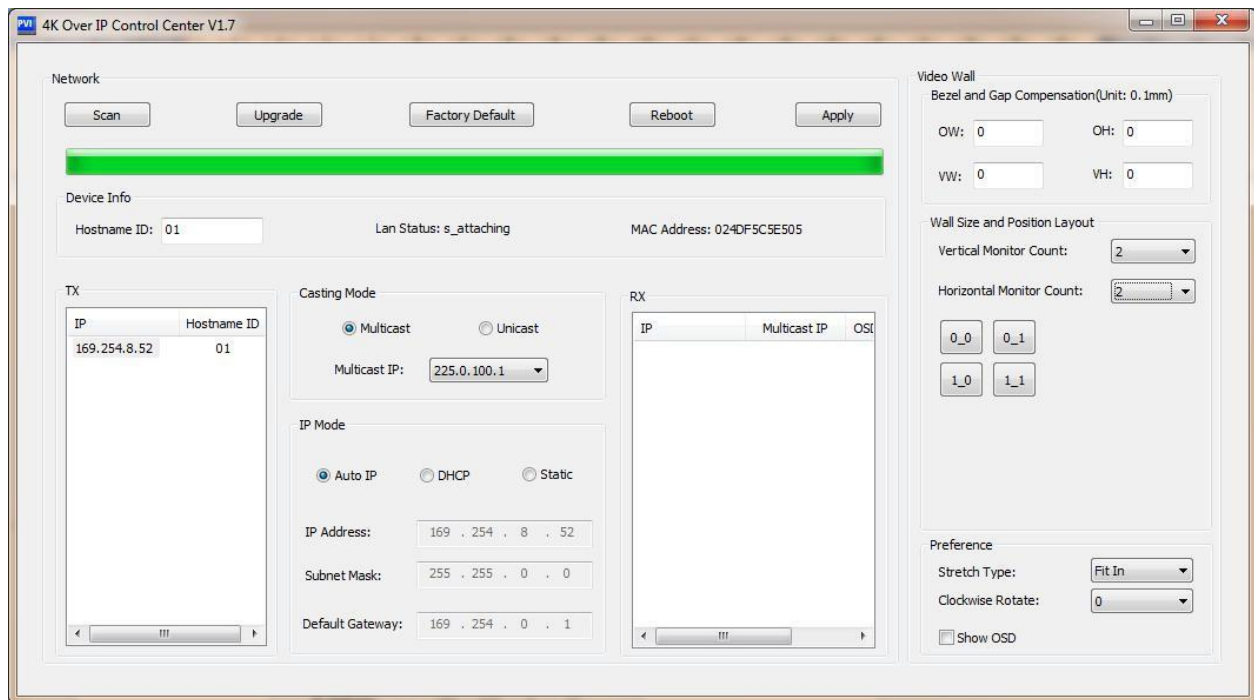 PVI 4K Over IP Control Center V1.7
Network
Scan Upgrade Factory Default Reboot Apply
Device Info
Hostname ID: 01 Lan Status: s_attaching MAC Address: 024DF5C5E505
TX
IP Hostname ID
169.254.8.52 01
Casting Mode
Multicast Unicast
Multicast IP: 225.0.100.1
IP Mode
Auto IP DHCP Static
IP Address: 169 . 254 . 8 . 52
Subnet Mask: 255 . 255 . 0 . 0
Default Gateway: 169 . 254 . 0 . 1
RX
IP Multicast IP OSI
Video Wall
Bezel and Gap Compensation(Unit: 0.1mm)
OW: 0 OH: 0
VW: 0 VH: 0
Wall Size and Position Layout
Vertical Monitor Count: 2
Horizontal Monitor Count: 2
0_0 0_1
1_0 1_1
Preference
Stretch Type: Fit In
Clockwise Rotate: 0
Show OSD